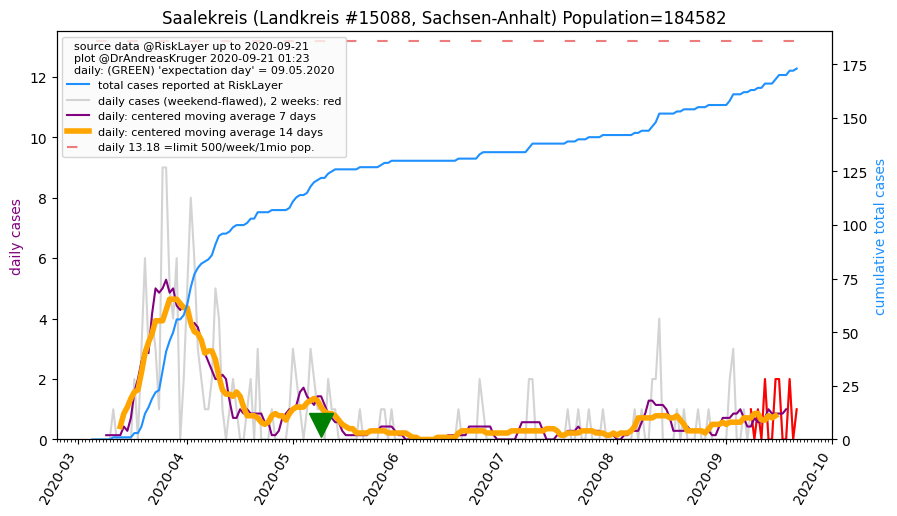 Saalekreis (Landkreis #15088, Sachsen-Anhalt) Population=184582
source data @RiskLayer up to 2020-09-21
plot @DrAndreasKruger 2020-09-21 01:23
daily: (GREEN) 'expectation day' = 09.05.2020
total cases reported at RiskLayer
daily cases (weekend-flawed), 2 weeks: red
daily: centered moving average 7 days
daily: centered moving average 14 days
daily 13.18 =limit 500/week/1mio pop.
daily cases
12
10
8
6
4
2
0
175
150
125
100
75
50
25
0
cumulative total cases
2020-03
2020-04
2020-05
2020-06
2020-07
2020-08
2020-09
2020-10